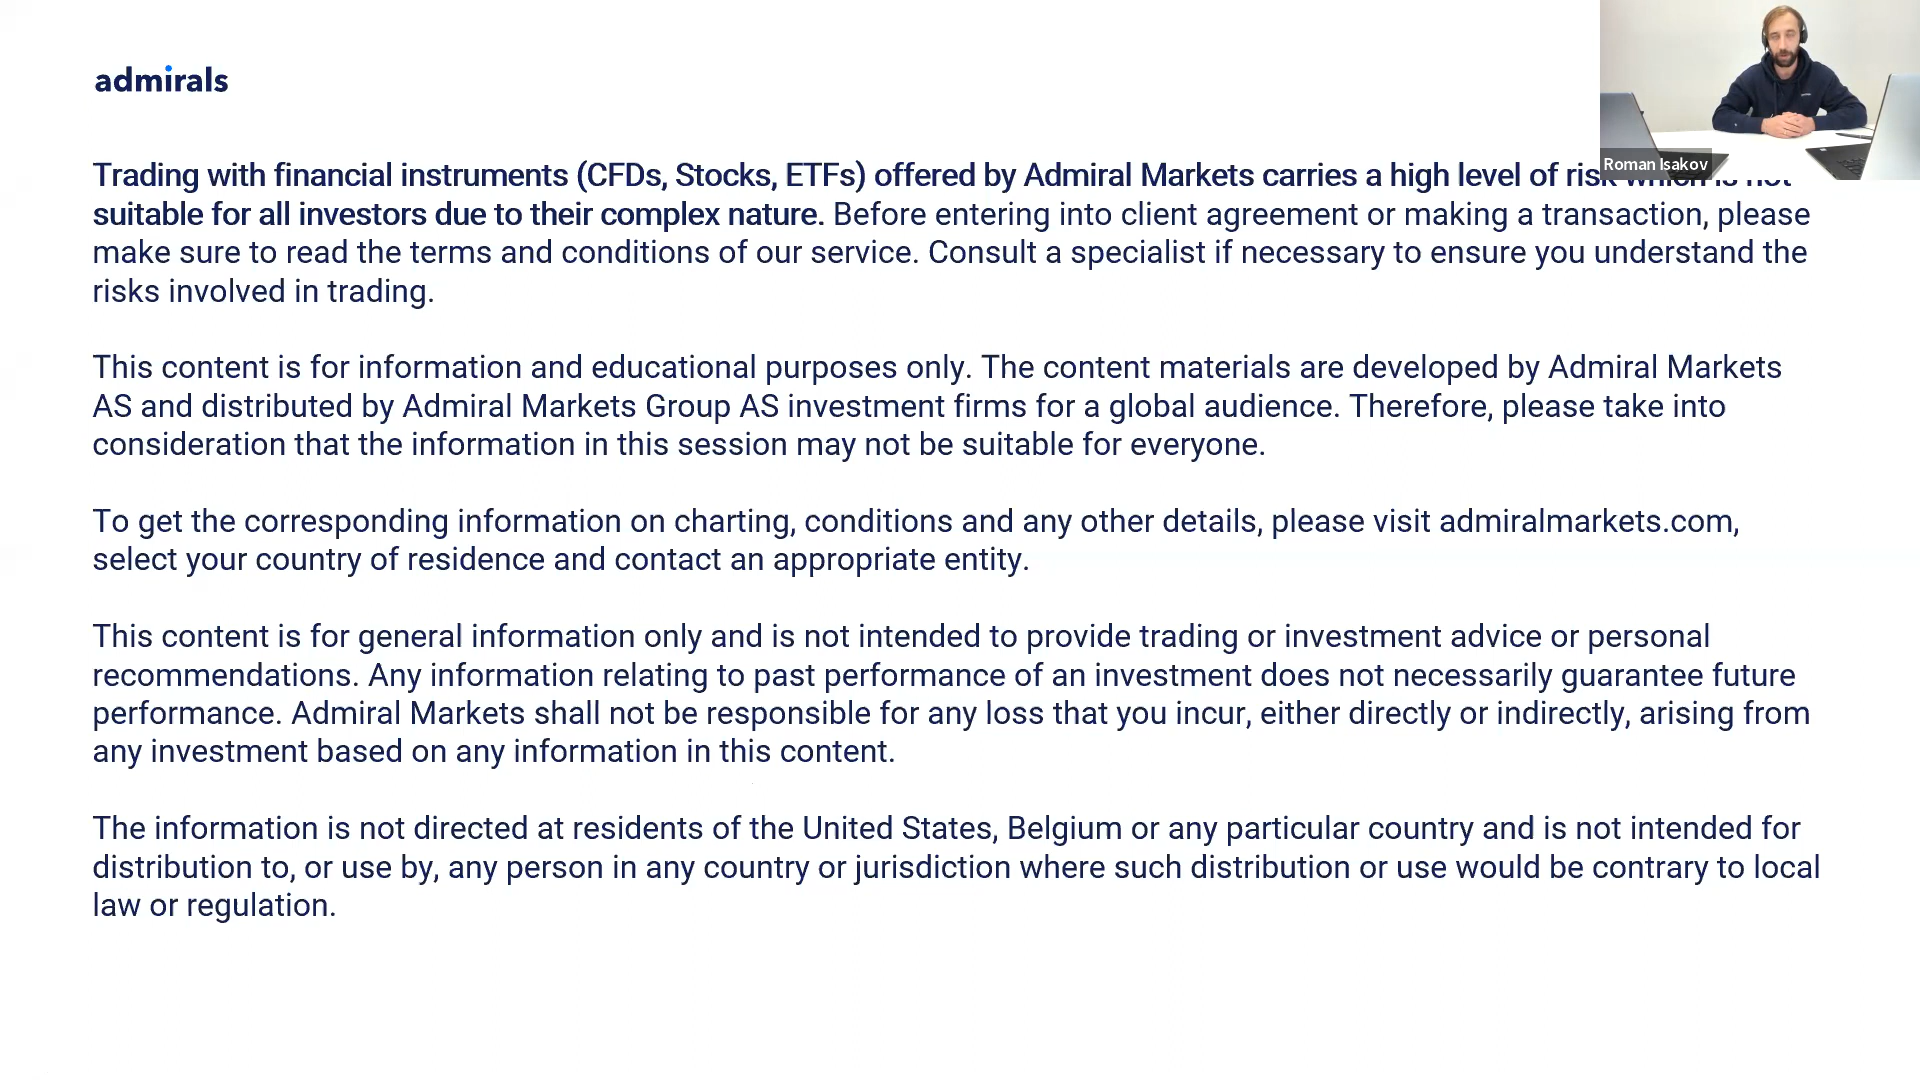 admirals
Roman Isakov
Trading with financial instruments (CFDs, Stocks, ETFs) offered by Admiral Markets carries a high level of risk which is not
suitable for all investors due to their complex nature. Before entering into client agreement or making a transaction, please
make sure to read the terms and conditions of our service. Consult a specialist if necessary to ensure you understand the
risks involved in trading.
This content is for information and educational purposes only. The content materials are developed by Admiral Markets
AS and distributed by Admiral Markets Group AS investment firms for a global audience. Therefore, please take into
consideration that the information in this session may not be suitable for everyone.
To get the corresponding information on charting, conditions and any other details, please visit admiralmarkets.com,
select your country of residence and contact an appropriate entity.
This content is for general information only and is not intended to provide trading or investment advice or personal
recommendations. Any information relating to past performance of an investment does not necessarily guarantee future
performance. Admiral Markets shall not be responsible for any loss that you incur, either directly or indirectly, arising from
any investment based on any information in this content.
The information is not directed at residents of the United States, Belgium or any particular country and is not intended for
distribution to, or use by, any person in any country or jurisdiction where such distribution or use would be contrary to local
law or regulation.